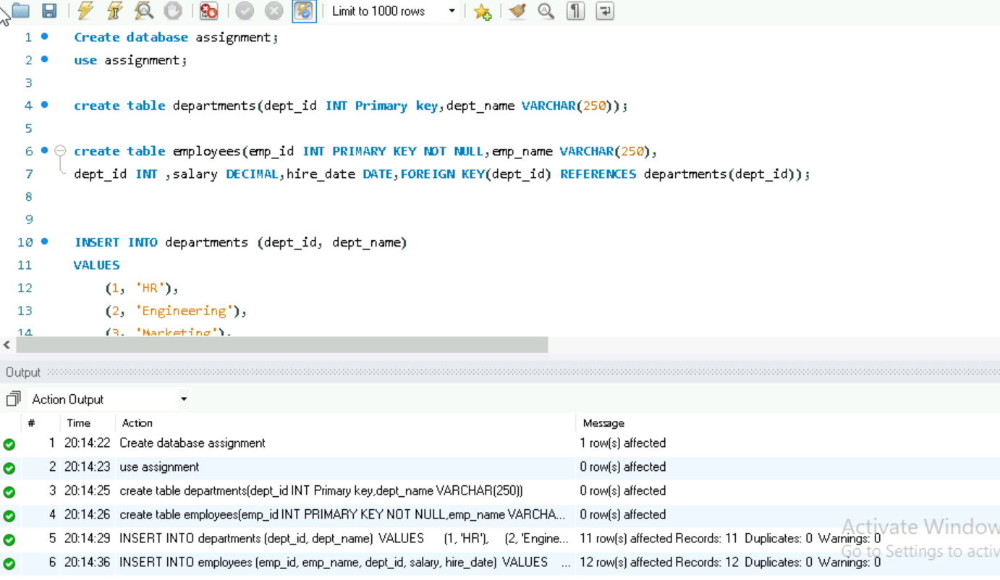 Limit to 1000 rows
1 Create database assignment;
2 use assignment;
3
4 create table departments(dept_id INT Primary key,dept_name VARCHAR(250));
5
6 create table employees(emp_id INT PRIMARY KEY NOT NULL,emp_name VARCHAR(250),
7 dept_id INT ,salary DECIMAL,hire_date DATE,FOREIGN KEY(dept_id) REFERENCES departments(dept_id));
8
9
10 INSERT INTO departments (dept_id, dept_name)
11 VALUES
12 (1, 'HR'),
13 (2, 'Engineering'),
14 (3, 'Marketing'),
Output
Action Output
# Time Action Message
1 20:14:22 Create database assignment 1 row(s) affected
2 20:14:23 use assignment 0 row(s) affected
3 20:14:25 create table departments(dept_id INT Primary key,dept_name VARCHAR(250)) 0 row(s) affected
4 20:14:26 create table employees(emp_id INT PRIMARY KEY NOT NULL,emp_name VARCHA... 0 row(s) affected
5 20:14:29 INSERT INTO departments (dept_id, dept_name) VALUES (1, 'HR'), (2, 'Engine... 11 row(s) affected Records: 11 Duplicates: 0 Warnings: 0
6 20:14:36 INSERT INTO employees (emp_id, emp_name, dept_id, salary, hire_date) VALUES ... 12 row(s) affected Records: 12 Duplicates: 0 Warnings: 0
Activate Window
Go to Settings to activ